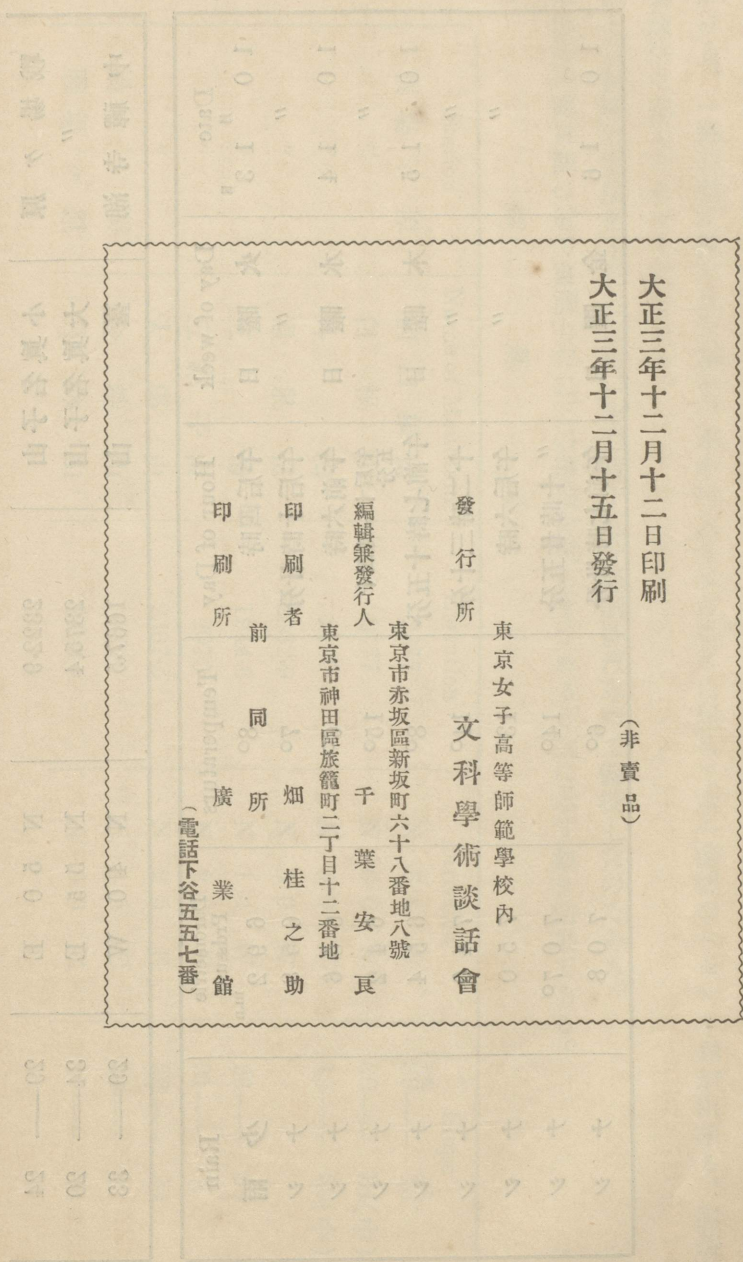 大正三年十二月十二日印刷
大正三年十二月十五日發行
(非賣品)
東京女子高等師範學校內
發行所 文科學術談話會
東京市赤坂區新坂町六十八番地八號
編輯兼發行人 千葉安良
東京市神田區旅籠町二丁目十二番地
印刷者 畑桂之助
前同所
印刷所 廣業館
(電話下谷五五七番)